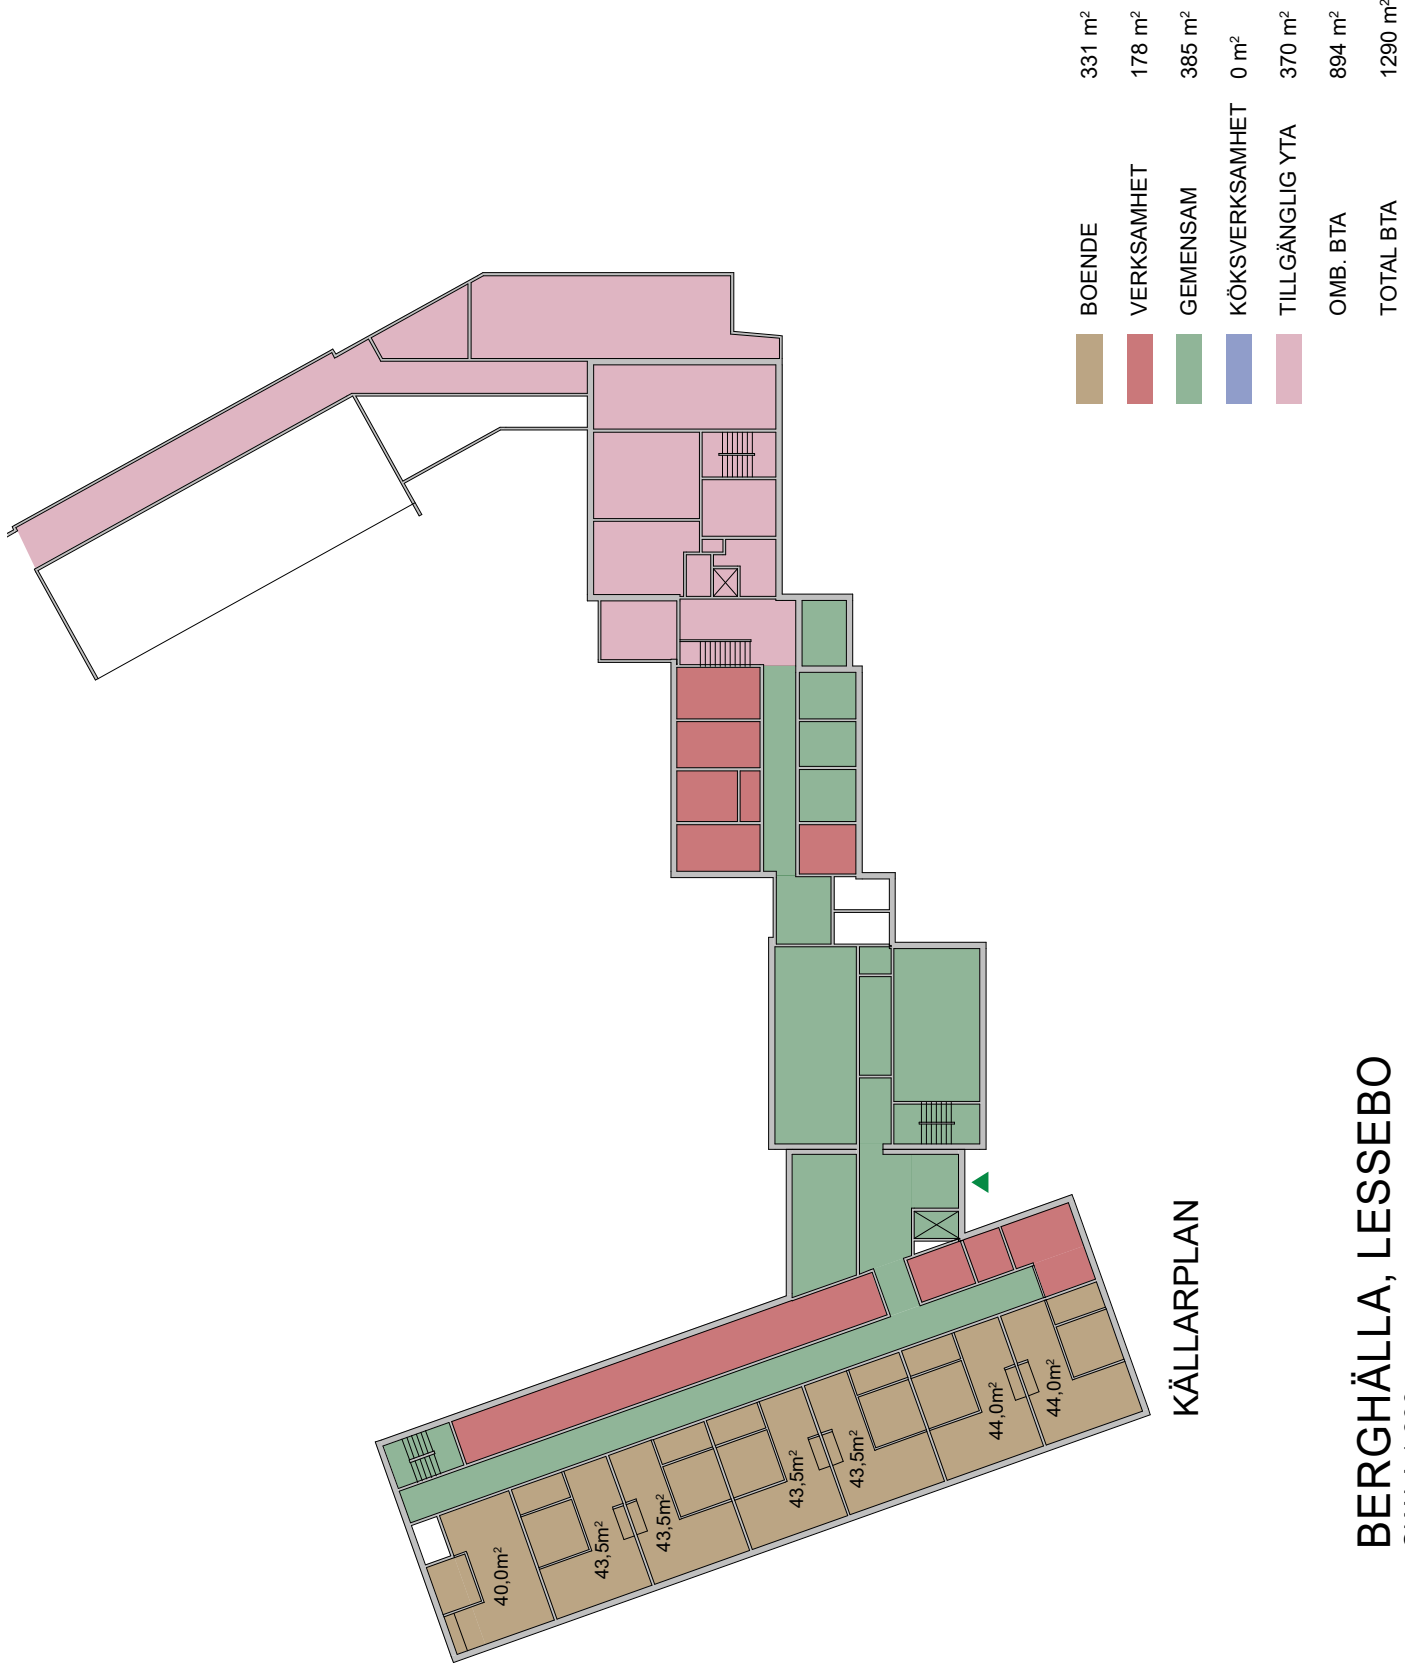 40,0m²
43,5m²
43,5m²
43,5m²
43,5m²
44,0m²
44,0m²
KÄLLARPLAN
BOENDE 331 m²
VERKSAMHET 178 m²
GEMENSAM 385 m²
KÖKSVERKSAMHET 0 m²
TILLGÄNGLIG YTA 370 m²
OMB. BTA 894 m²
TOTAL BTA 1290 m²
BERGHÄLLA, LESSEBO